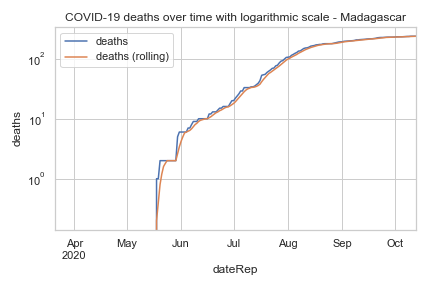 COVID-19 deaths over time with logarithmic scale - Madagascar
deaths
deaths (rolling)
10²
10¹
10⁰
deaths
Apr May Jun Jul Aug Sep Oct
2020
dateRep